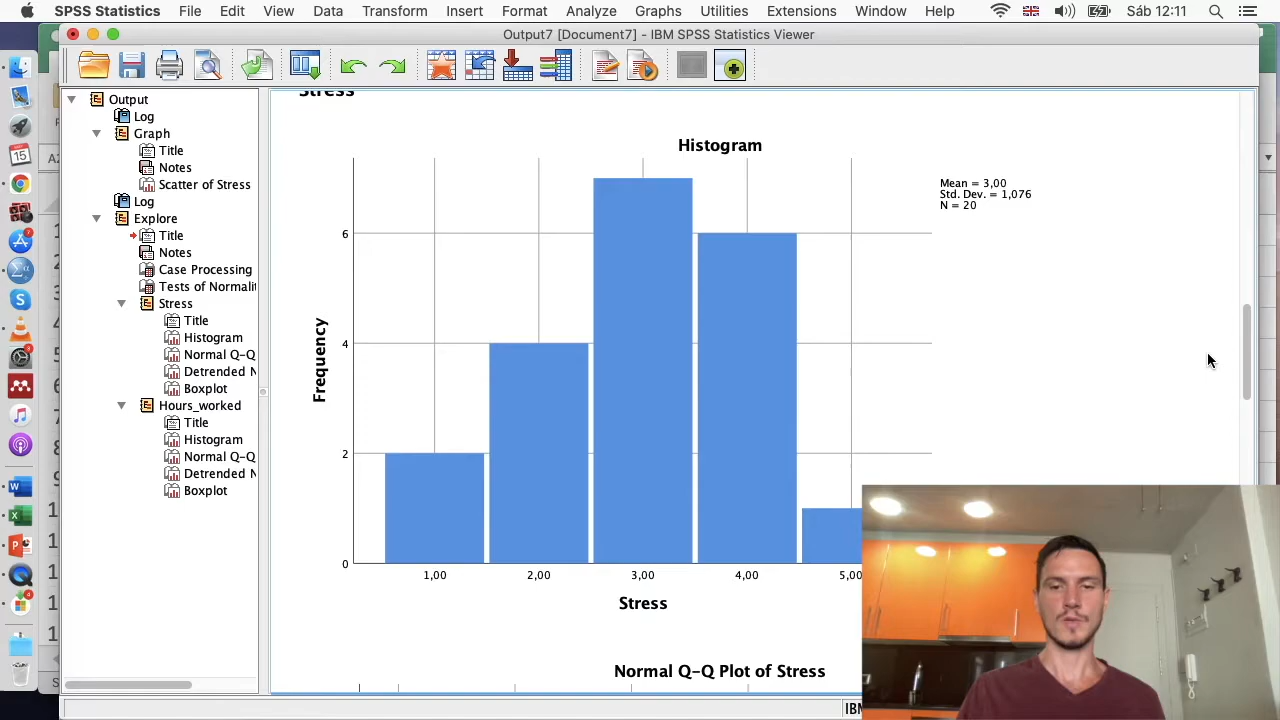 SPSS Statistics File Edit View Data Transform Insert Format Analyze Graphs Utilities Extensions Window Help Sáb 12:11
Output7 [Document7] - IBM SPSS Statistics Viewer
Output
Log
Graph
Title
Notes
Scatter of Stress
Log
Explore
Title
Notes
Case Processing
Tests of Normalit
Stress
Title
Histogram
Normal Q-Q
Detrended N
Boxplot
Hours_worked
Title
Histogram
Normal Q-Q
Detrended N
Boxplot
Stress
Histogram
Mean = 3,00
Std. Dev. = 1,076
N = 20
Frequency
6
4
2
0
1,00 2,00 3,00 4,00 5,00
Stress
Normal Q-Q Plot of Stress
IBM